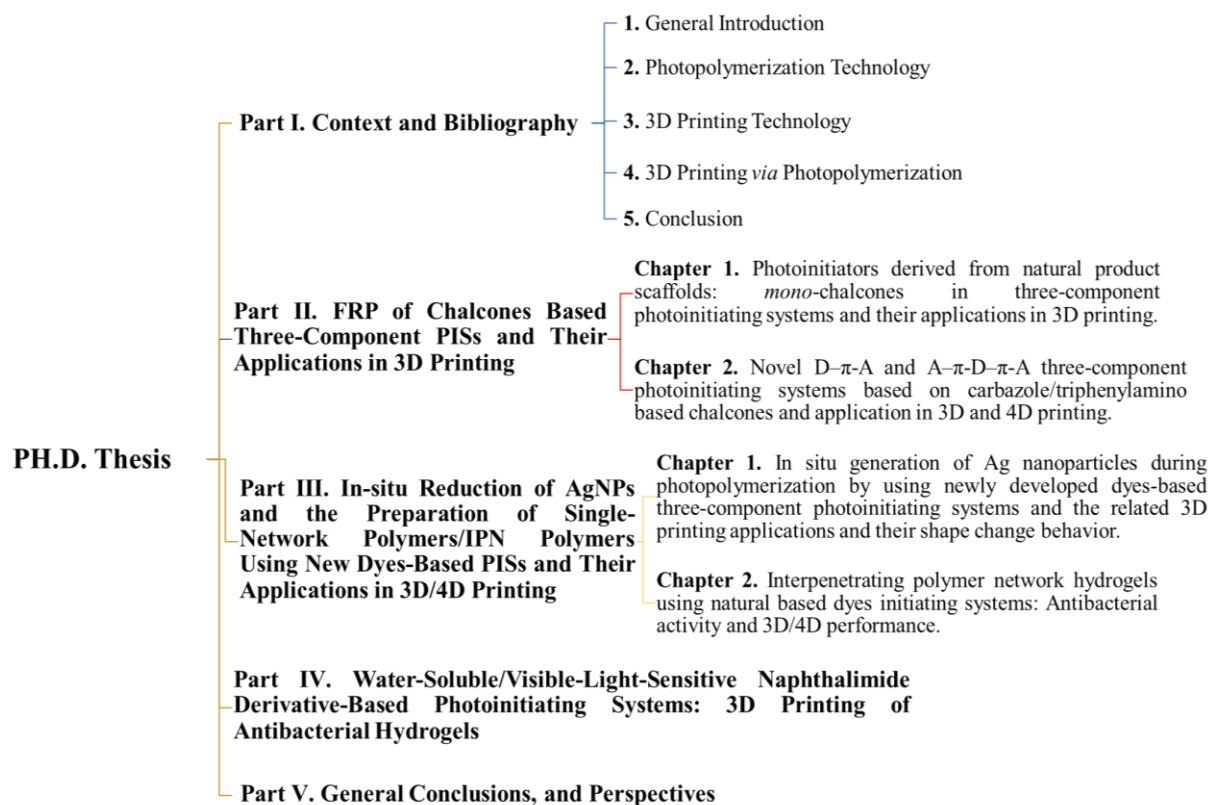 PH.D. Thesis
Part I. Context and Bibliography
1. General Introduction
2. Photopolymerization Technology
3. 3D Printing Technology
4. 3D Printing via Photopolymerization
5. Conclusion
Part II. FRP of Chalcones Based
Three-Component PISs and Their
Applications in 3D Printing
Chapter 1. Photoinitiators derived from natural product
scaffolds: mono-chalcones in three-component
photoinitiating systems and their applications in 3D printing.
Chapter 2. Novel D–π-A and A–π-D–π-A three-component
photoinitiating systems based on carbazole/triphenylamino
based chalcones and application in 3D and 4D printing.
Part III. In-situ Reduction of AgNPs
and the Preparation of Single-
Network Polymers/IPN Polymers
Using New Dyes-Based PISs and Their
Applications in 3D/4D Printing
Chapter 1. In situ generation of Ag nanoparticles during
photopolymerization by using newly developed dyes-based
three-component photoinitiating systems and the related 3D
printing applications and their shape change behavior.
Chapter 2. Interpenetrating polymer network hydrogels
using natural based dyes initiating systems: Antibacterial
activity and 3D/4D performance.
Part IV. Water-Soluble/Visible-Light-Sensitive Naphthalimide
Derivative-Based Photoinitiating Systems: 3D Printing of
Antibacterial Hydrogels
Part V. General Conclusions, and Perspectives